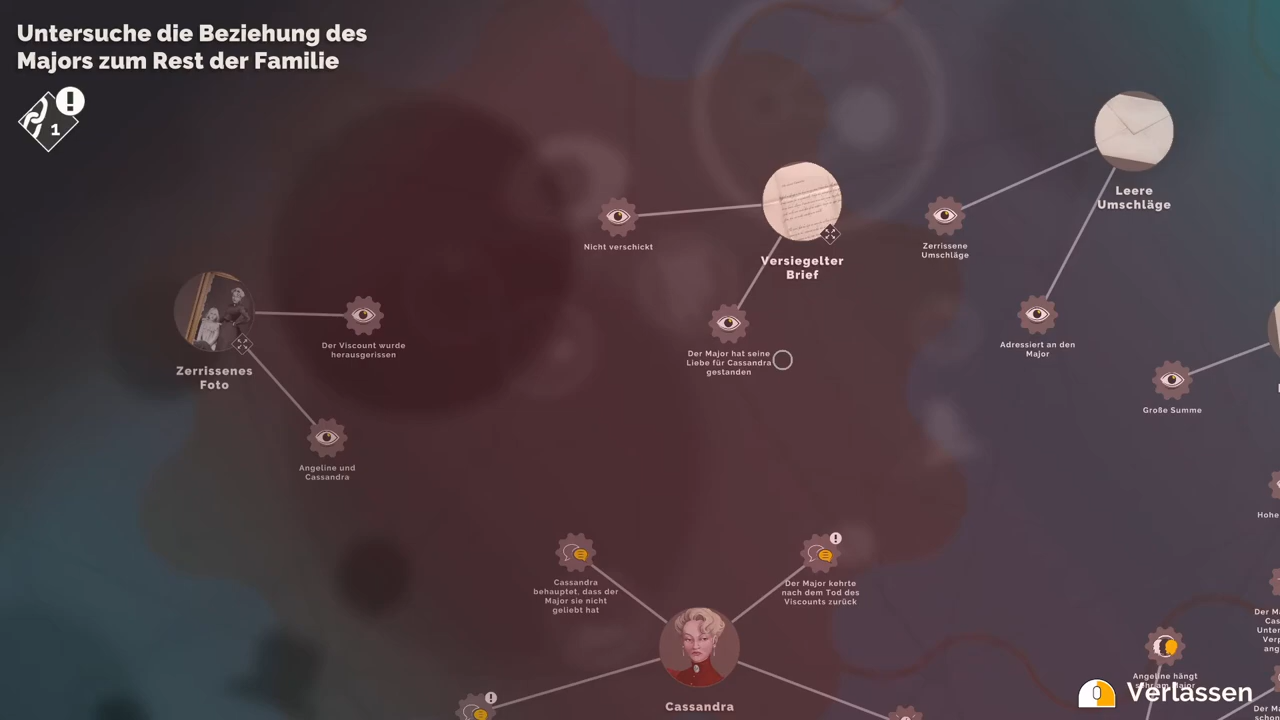 Untersuche die Beziehung des
Majors zum Rest der Familie
1
Leere
Umschläge
Nicht verschickt
Zerrissene
Umschläge
Versiegelter
Brief
Der Viscount wurde
herausgerissen
Adressiert an den
Major
Der Major hat seine
Liebe für Cassandra
gestanden
Zerrissenes
Foto
Große Summe
Angeline und
Cassandra
Hohe
Cassandra
behauptet, dass der
Major sie nicht
geliebt hat
Der Major kehrte
nach dem Tod des
Viscounts zurück
Angeline hängt
Verlassen
Cassandra